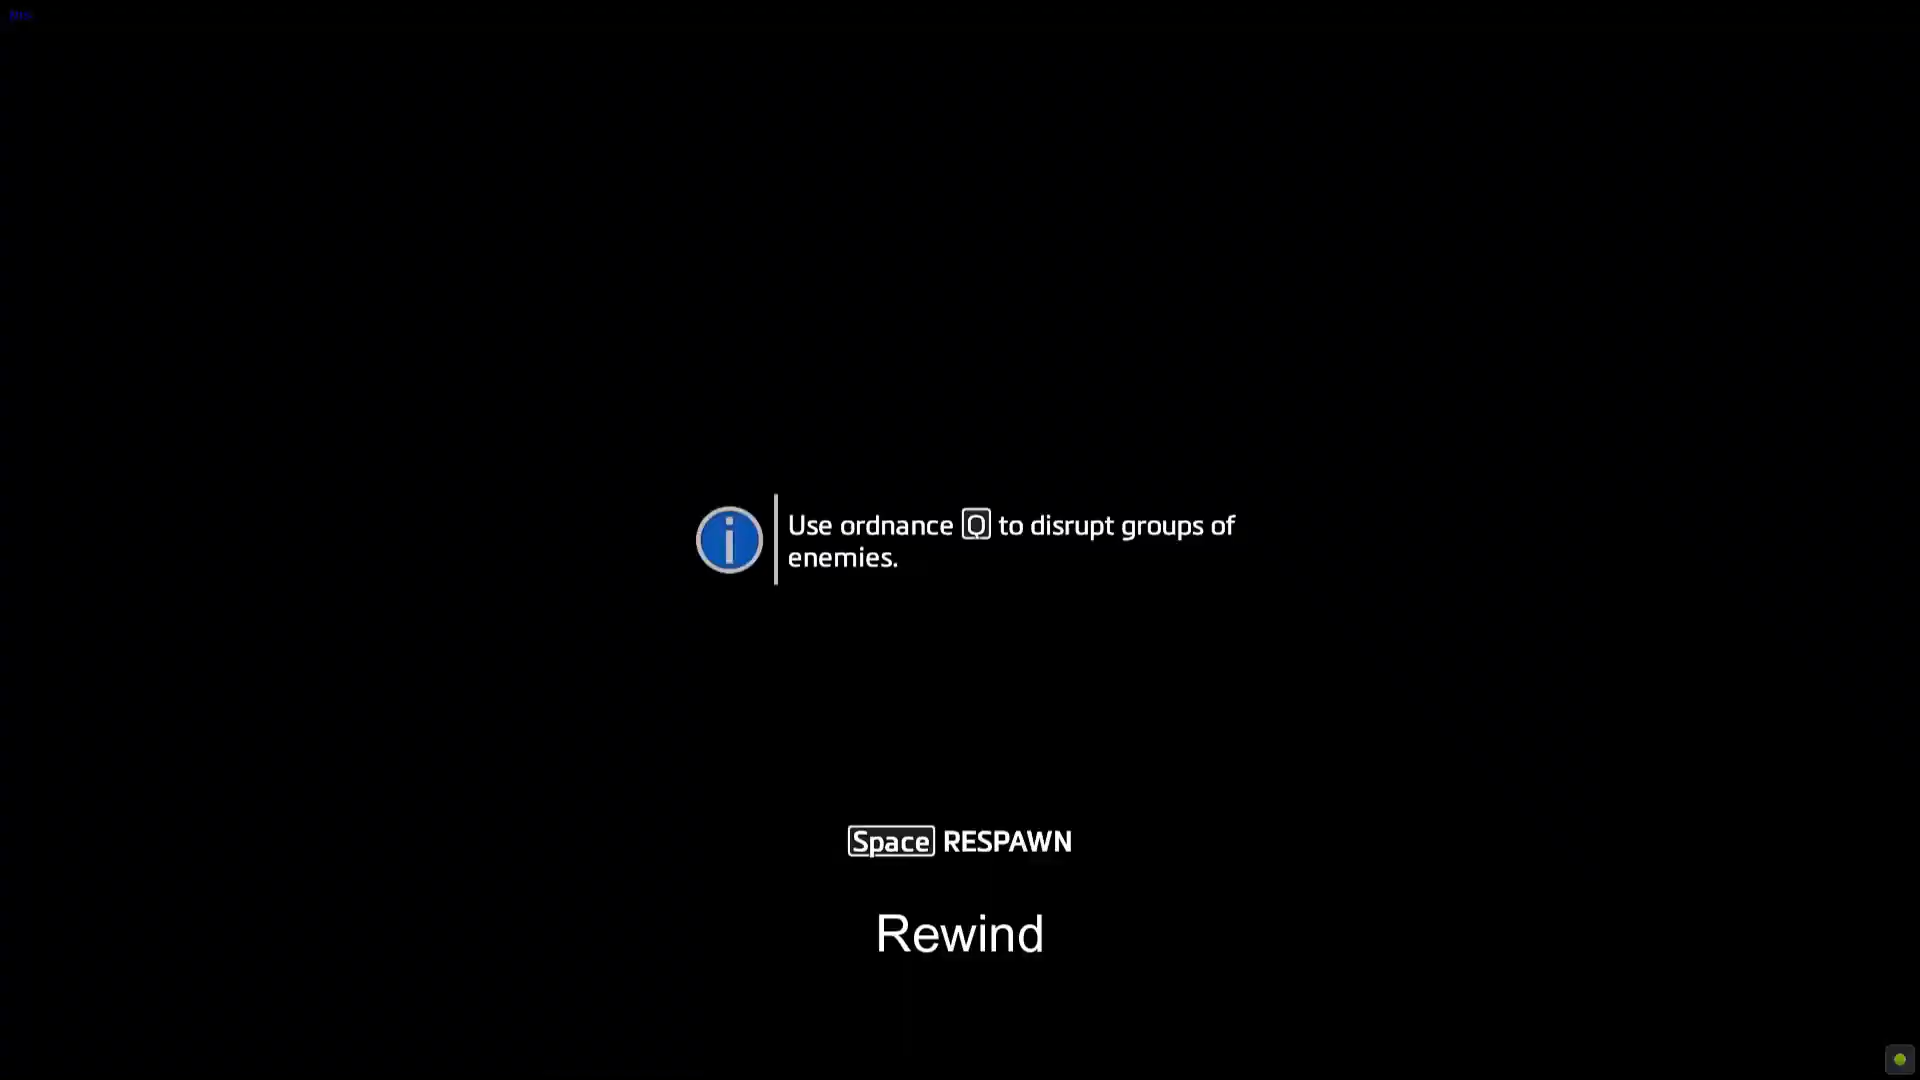 Use ordnance Q to disrupt groups of
enemies.
Space RESPAWN
Rewind